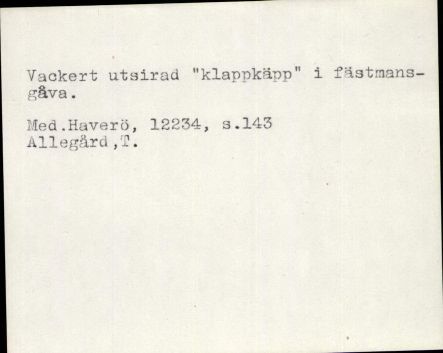 Vackert utsirad "klappkäpp" i fästmans-
gåva.
Med.Haverö, 12234, s.143
Allegård,T.